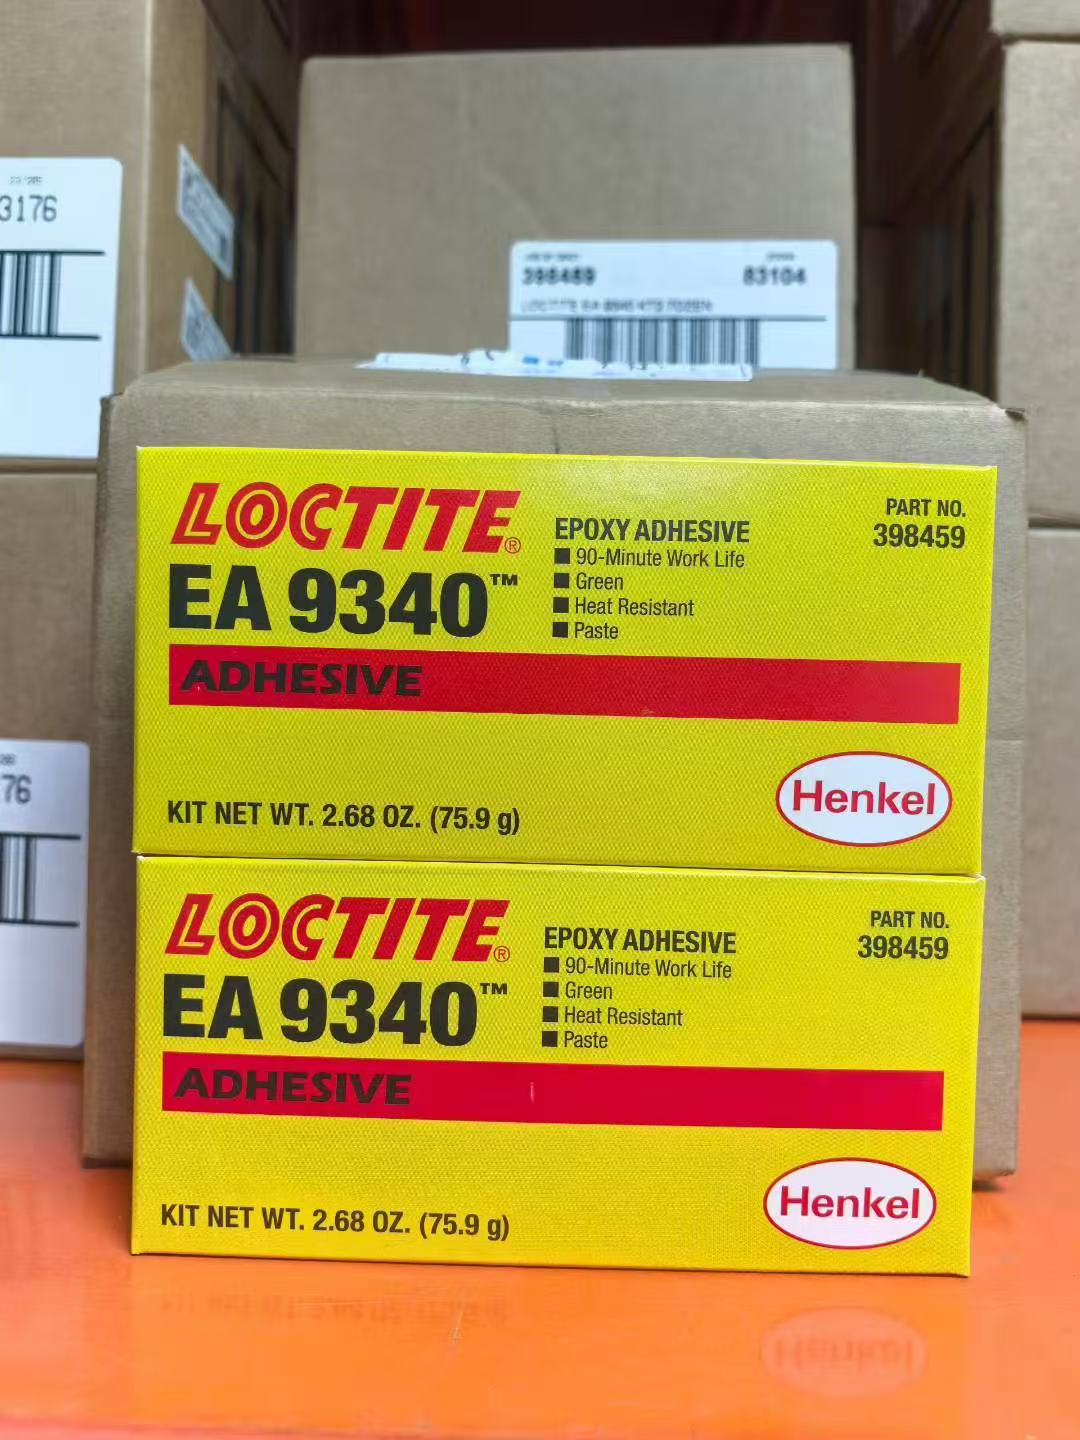 3176
398459
83104
76
LOCTITE®
EA 9340™
ADHESIVE
EPOXY ADHESIVE
■ 90-Minute Work Life
■ Green
■ Heat Resistant
■ Paste
PART NO.
398459
KIT NET WT. 2.68 OZ. (75.9 g)
Henkel
LOCTITE®
EA 9340™
ADHESIVE
EPOXY ADHESIVE
■ 90-Minute Work Life
■ Green
■ Heat Resistant
■ Paste
PART NO.
398459
KIT NET WT. 2.68 OZ. (75.9 g)
Henkel